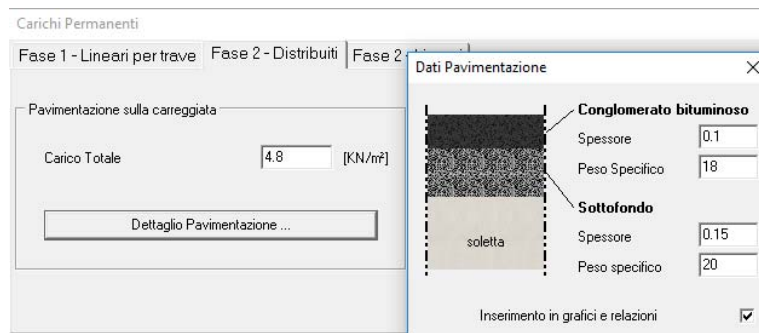 Carichi Permanenti
Fase 1 - Lineari per trave
Fase 2 - Distribuiti
Fase 2 -
Pavimentazione sulla carreggiata
Carico Totale
4.8
[KN/m²]
Dettaglio Pavimentazione ...
Dati Pavimentazione
Conglomerato bituminoso
Spessore
0.1
Peso Specifico
18
Sottofondo
Spessore
0.15
Peso specifico
20
soletta
Inserimento in grafici e relazioni